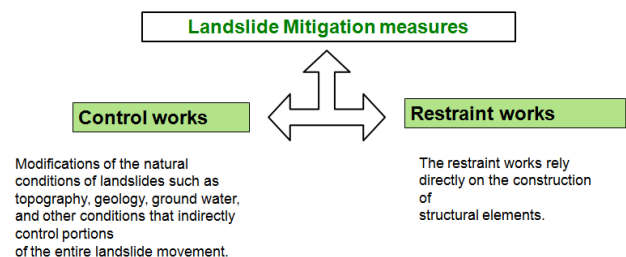 Landslide Mitigation measures
Control works
Restraint works
Modifications of the natural
conditions of landslides such as
topography, geology, ground water,
and other conditions that indirectly
control portions
of the entire landslide movement.
The restraint works rely
directly on the construction
of
structural elements.